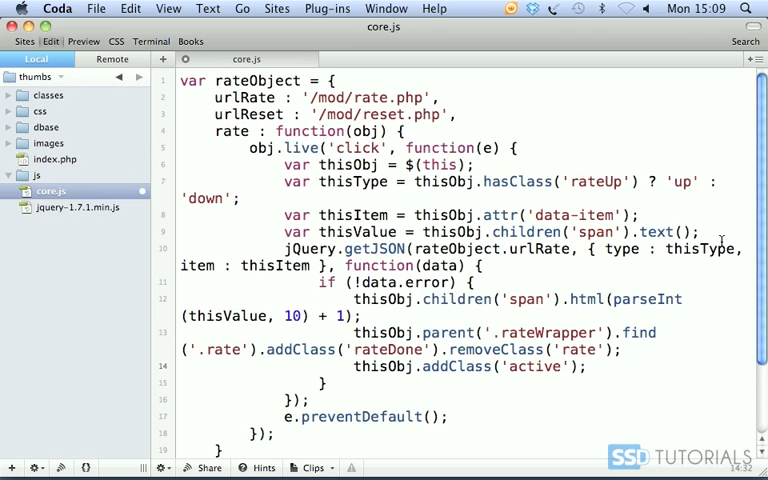 Coda File Edit View Text Go Sites Plug-ins Window Help Mon 15:09
core.js
Sites Edit Preview CSS Terminal Books Search
Local Remote + core.js
thumbs
classes
css
dbase
images
index.php
js
core.js
jquery-1.7.1.min.js
1 var rateObject = {
2 urlRate : '/mod/rate.php',
3 urlReset : '/mod/reset.php',
4 rate : function(obj) {
5 obj.live('click', function(e) {
6 var thisObj = $(this);
7 var thisType = thisObj.hasClass('rateUp') ? 'up' :
'down';
8 var thisItem = thisObj.attr('data-item');
9 var thisValue = thisObj.children('span').text();
10 jQuery.getJSON(rateObject.urlRate, { type : thisType,
item : thisItem }, function(data) {
11 if (!data.error) {
12 thisObj.children('span').html(parseInt
(thisValue, 10) + 1);
13 thisObj.parent('.rateWrapper').find
('.rate').addClass('rateDone').removeClass('rate');
14 thisObj.addClass('active');
15 }
16 });
17 e.preventDefault();
18 });
19 }
Share Hints Clips 14:32
SSD TUTORIALS